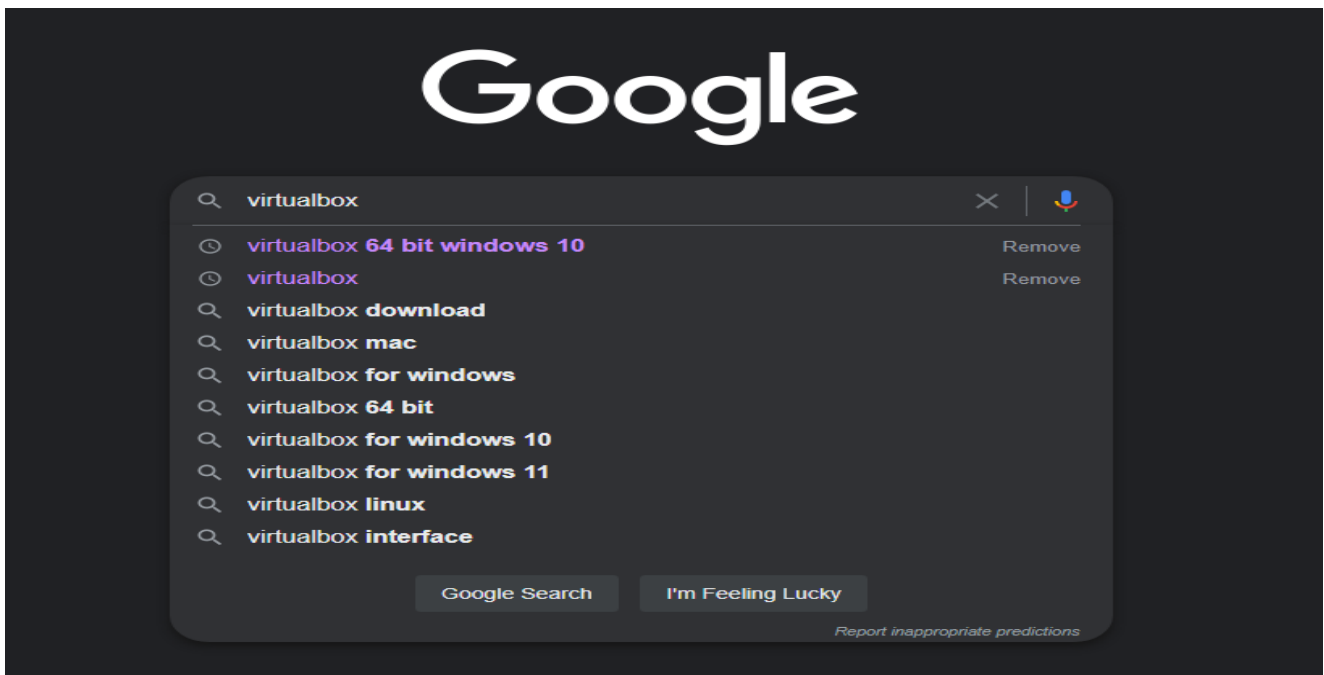 Google
virtualbox
virtualbox 64 bit windows 10 Remove
virtualbox Remove
virtualbox download
virtualbox mac
virtualbox for windows
virtualbox 64 bit
virtualbox for windows 10
virtualbox for windows 11
virtualbox linux
virtualbox interface
Google Search I'm Feeling Lucky
Report inappropriate predictions